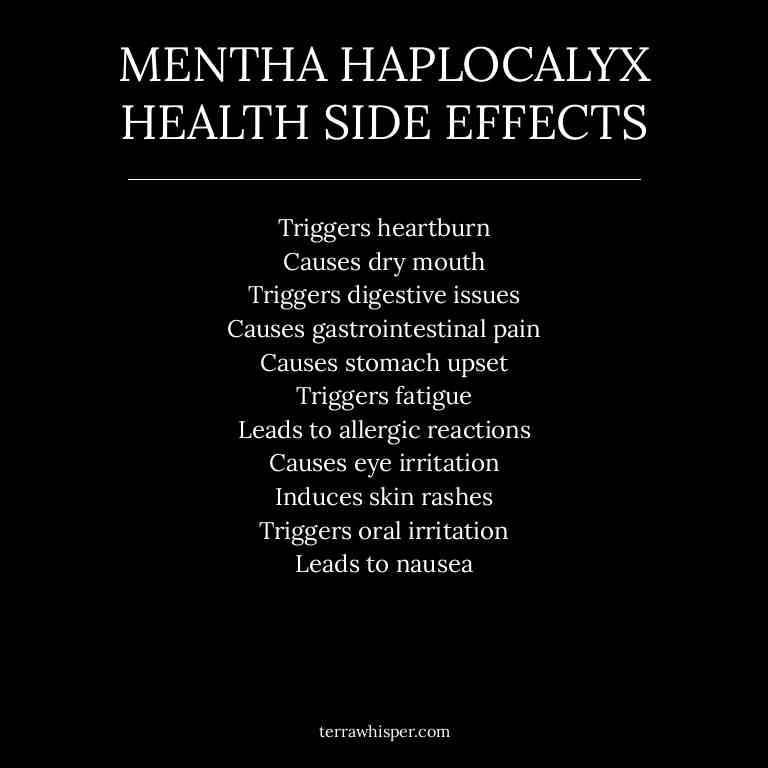 MENTHA HAPLOCALYX
HEALTH SIDE EFFECTS
Triggers heartburn
Causes dry mouth
Triggers digestive issues
Causes gastrointestinal pain
Causes stomach upset
Triggers fatigue
Leads to allergic reactions
Causes eye irritation
Induces skin rashes
Triggers oral irritation
Leads to nausea
terrawhisper.com